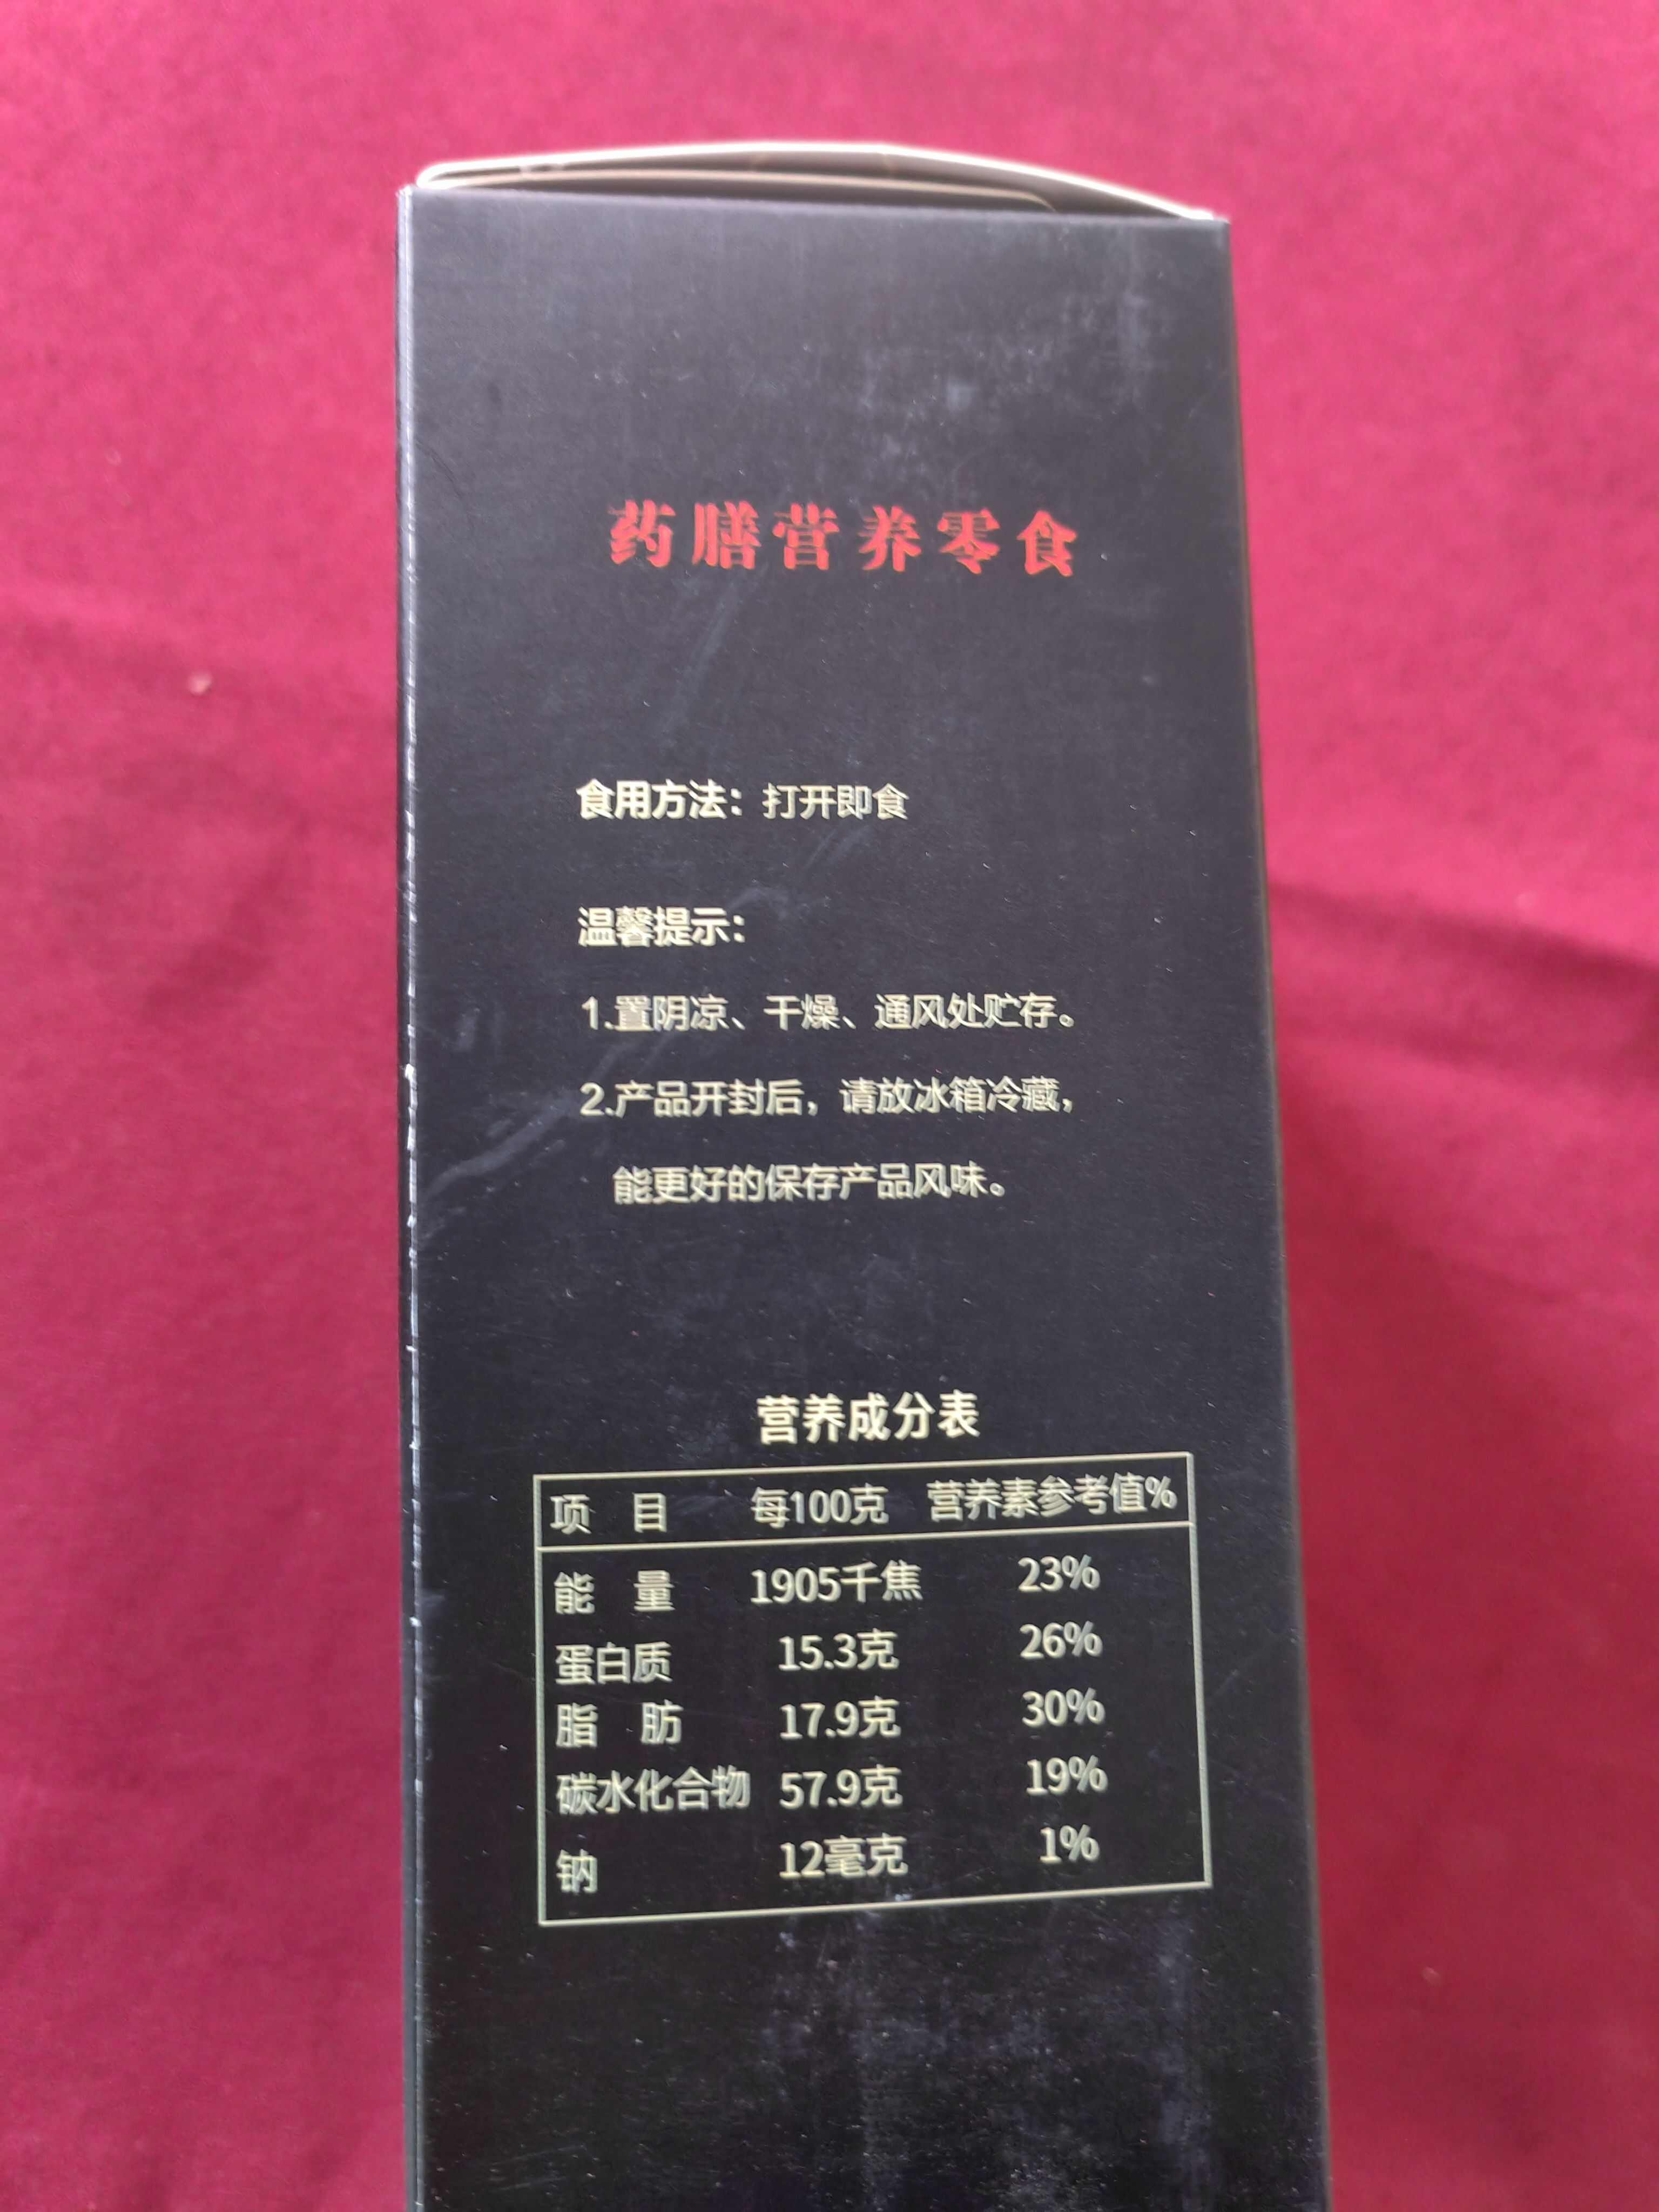 药膳营养零食
食用方法：打开即食
温馨提示：
1.置阴凉、干燥、通风处贮存。
2.产品开封后，请放冰箱冷藏，
能更好的保存产品风味。
营养成分表
项 目 每100克 营养素参考值%
能 量 1905千焦 23%
蛋白质 15.3克 26%
脂 肪 17.9克 30%
碳水化合物 57.9克 19%
钠 12毫克 1%